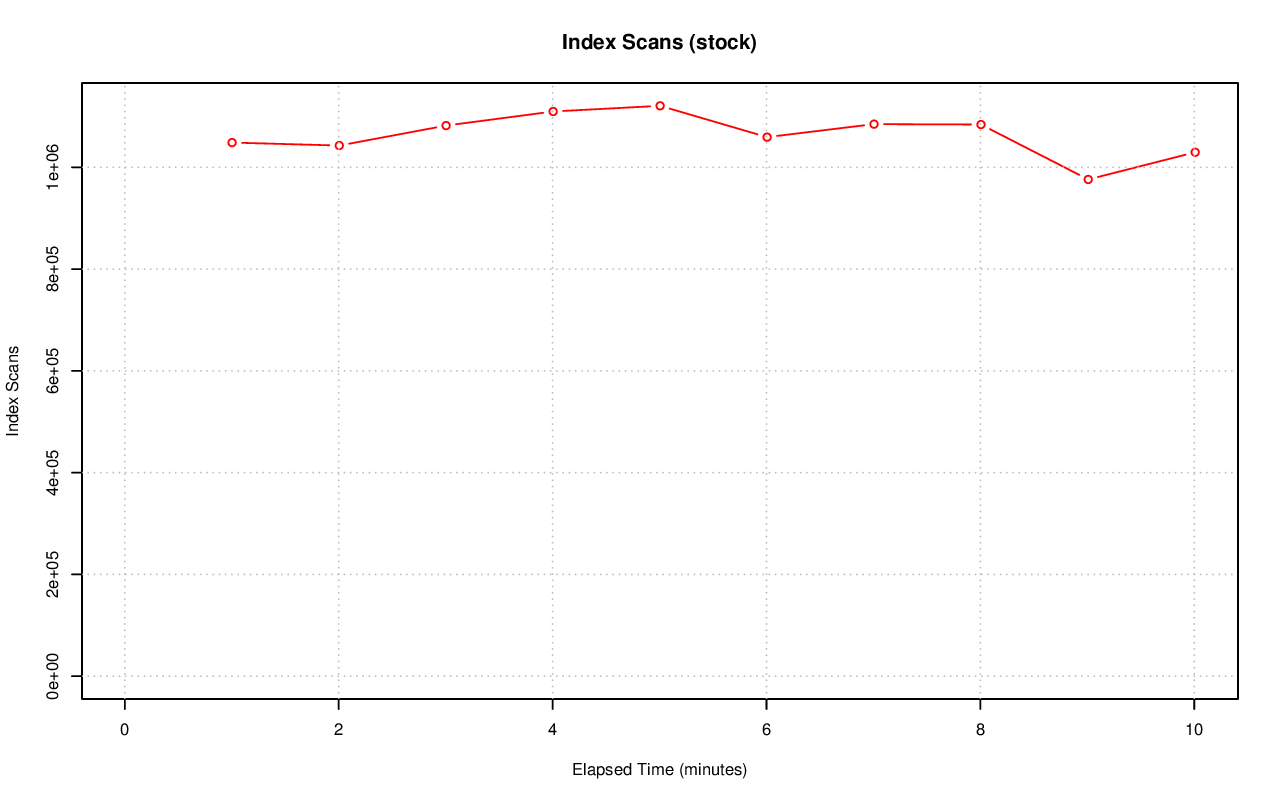 Index Scans (stock)
Index Scans
1e+06
8e+05
6e+05
4e+05
2e+05
0e+00
0 2 4 6 8 10
Elapsed Time (minutes)